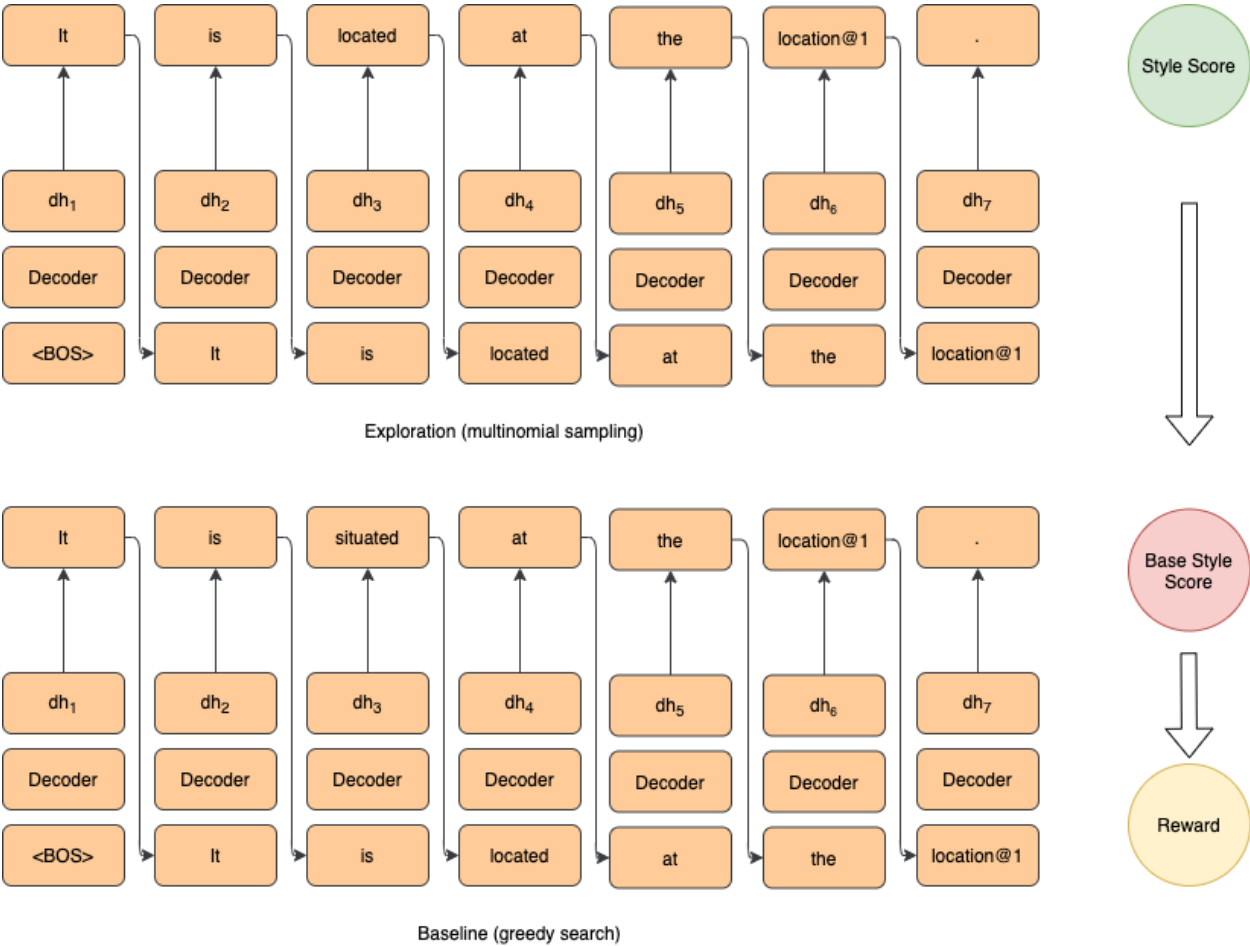 It is located at the location@1 .
Style Score
dh₁ dh₂ dh₃ dh₄ dh₅ dh₆ dh₇
Decoder Decoder Decoder Decoder Decoder Decoder Decoder
<BOS> It is located at the location@1
Exploration (multinomial sampling)
It is situated at the location@1 .
Base Style
Score
dh₁ dh₂ dh₃ dh₄ dh₅ dh₆ dh₇
Decoder Decoder Decoder Decoder Decoder Decoder Decoder
Reward
<BOS> It is located at the location@1
Baseline (greedy search)